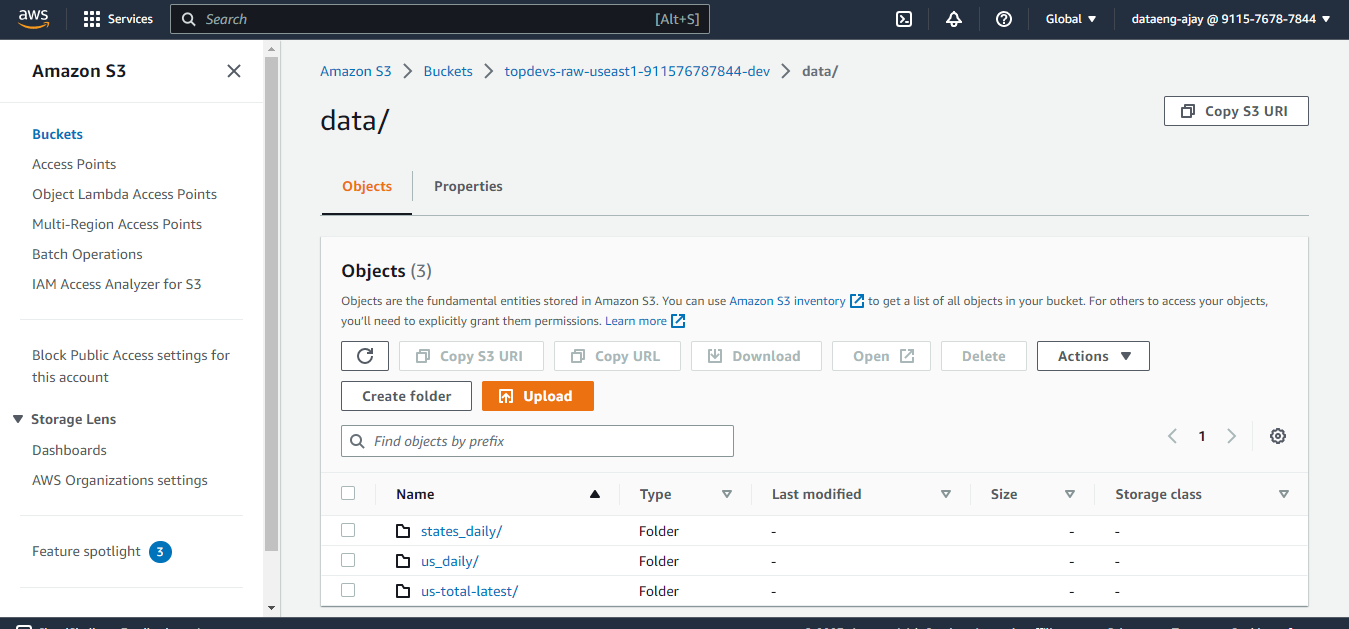 aws
Services
Search
[Alt+S]
Global
dataeng-ajay @ 9115-7678-7844
Amazon S3
Buckets
Access Points
Object Lambda Access Points
Multi-Region Access Points
Batch Operations
IAM Access Analyzer for S3
Block Public Access settings for
this account
Storage Lens
Dashboards
AWS Organizations settings
Feature spotlight 3
Amazon S3 Buckets topdevs-raw-useast1-911576787844-dev data/
data/
Copy S3 URI
Objects
Properties
Objects (3)
Objects are the fundamental entities stored in Amazon S3. You can use Amazon S3 inventory to get a list of all objects in your bucket. For others to access your objects,
you'll need to explicitly grant them permissions. Learn more
Copy S3 URI
Copy URL
Download
Open
Delete
Actions
Create folder
Upload
Find objects by prefix
1
Name Type Last modified Size Storage class
states_daily/ Folder - - -
us_daily/ Folder - - -
us-total-latest/ Folder - - -